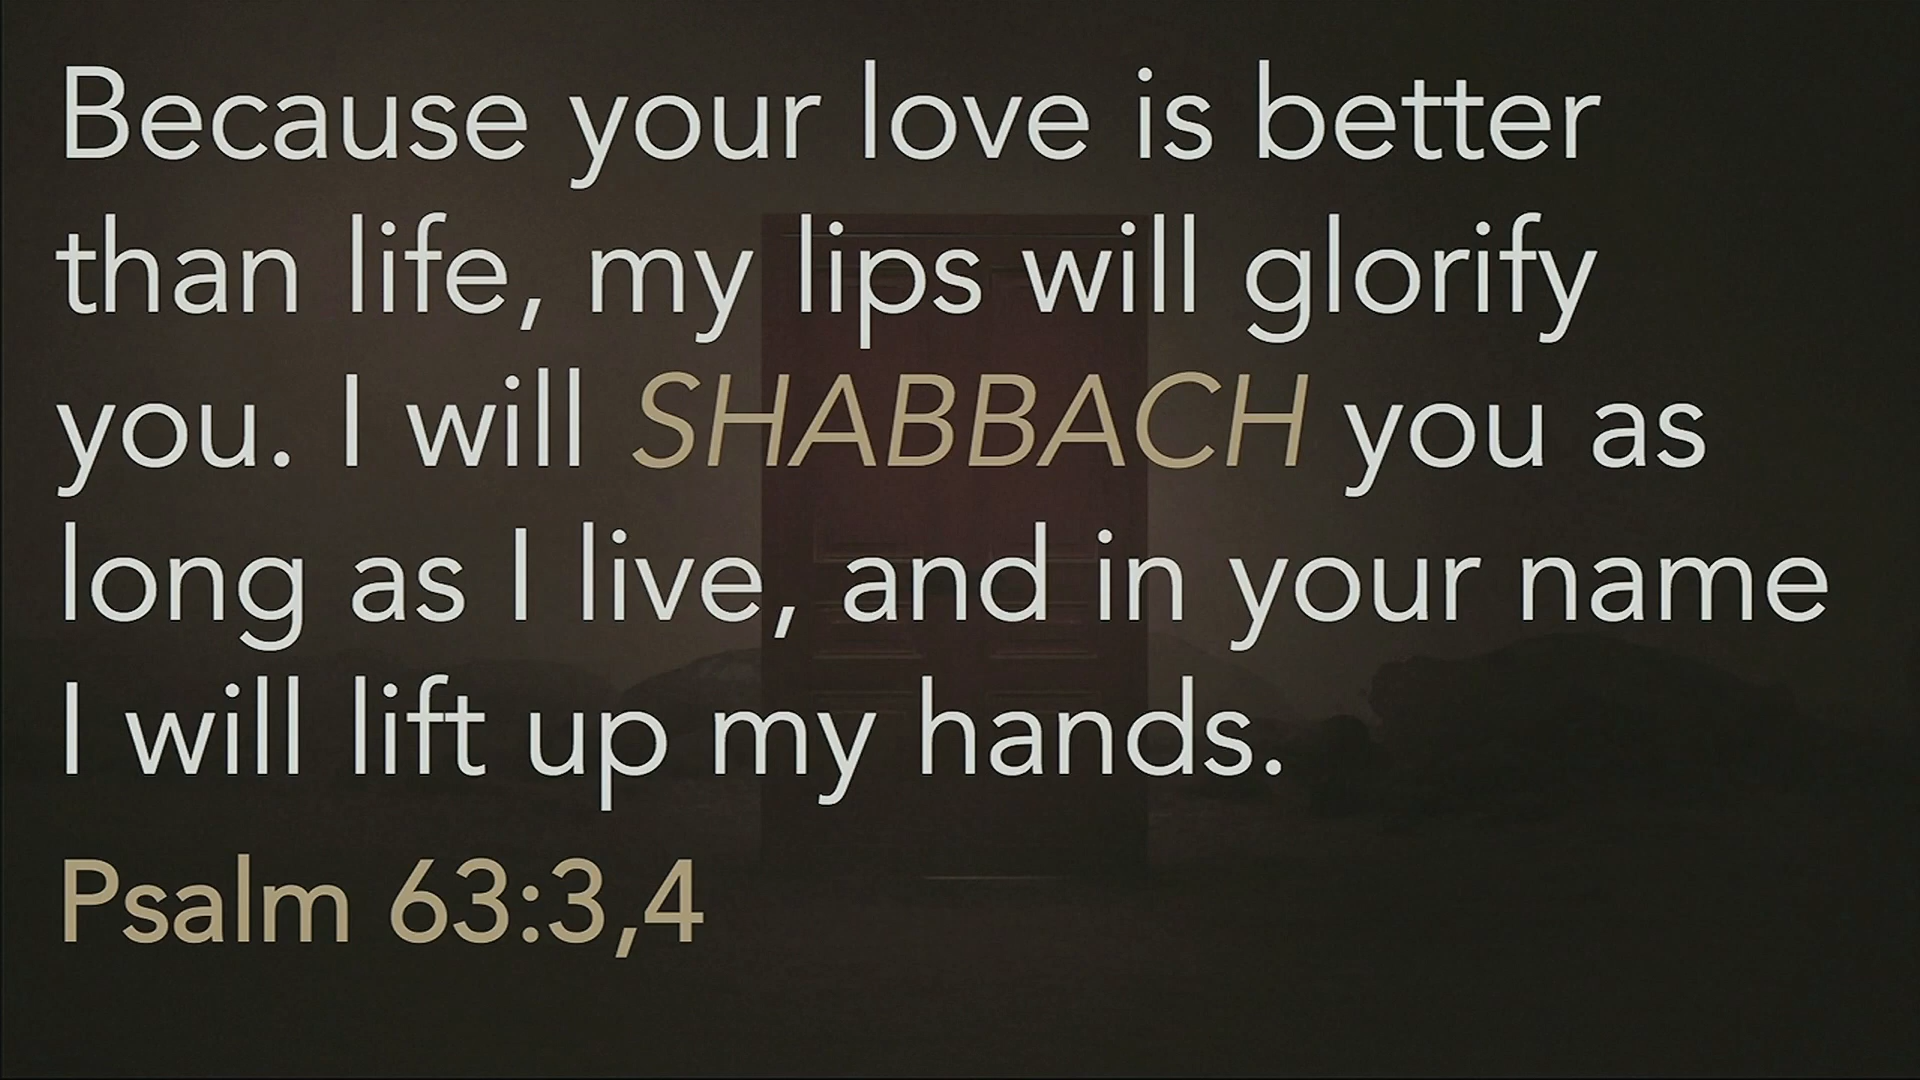 Because your love is better
than life, my lips will glorify
you. I will SHABBACH you as
long as I live, and in your name
I will lift up my hands.
Psalm 63:3,4